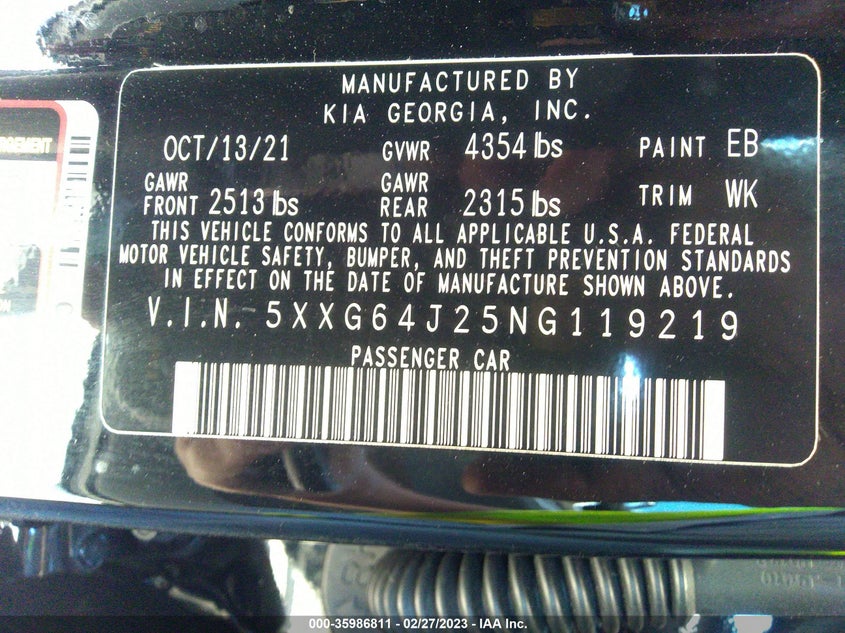 MANUFACTURED BY
KIA GEORGIA, INC.
OCT/13/21 GVWR 4354 lbs PAINT EB
GAWR FRONT 2513 lbs GAWR REAR 2315 lbs TRIM WK
THIS VEHICLE CONFORMS TO ALL APPLICABLE U.S.A. FEDERAL
MOTOR VEHICLE SAFETY, BUMPER, AND THEFT PREVENTION STANDARDS
IN EFFECT ON THE DATE OF MANUFACTURE SHOWN ABOVE.
V.I.N. 5XXG64J25NG119219
PASSENGER CAR
000-35986811 - 02/27/2023 - IAA Inc.